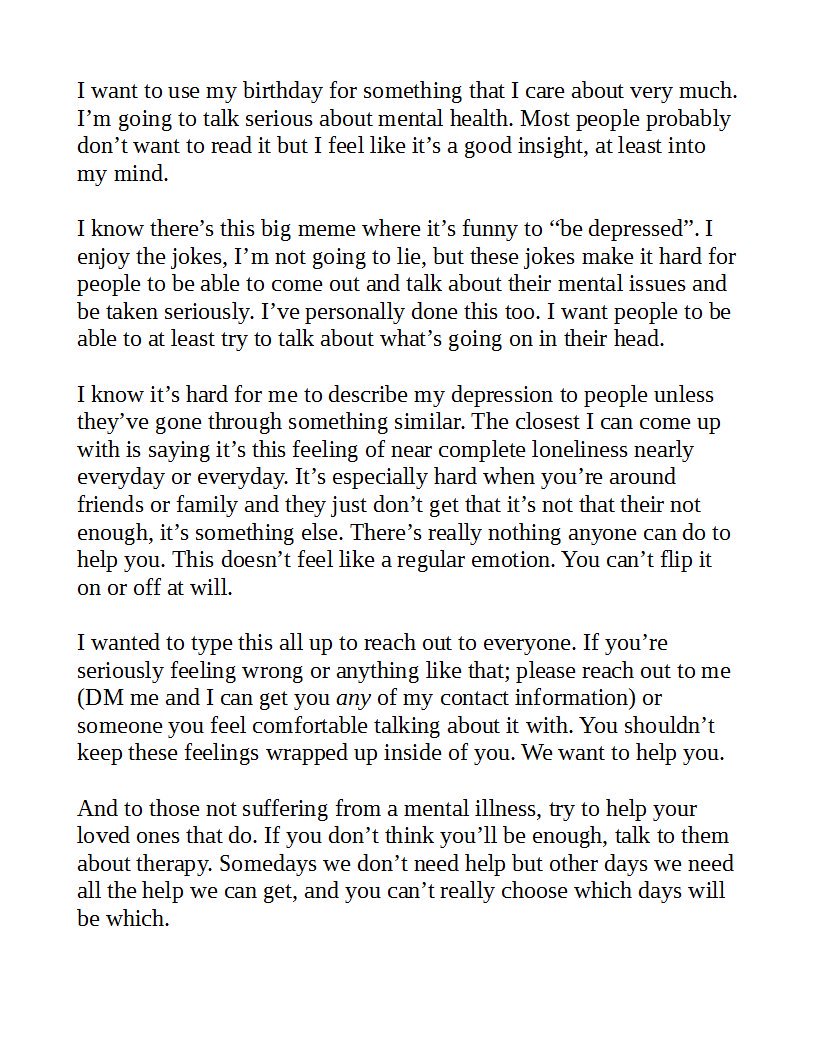 I want to use my birthday for something that I care about very much.
I’m going to talk serious about mental health. Most people probably
don’t want to read it but I feel like it’s a good insight, at least into
my mind.
I know there’s this big meme where it’s funny to “be depressed”. I
enjoy the jokes, I’m not going to lie, but these jokes make it hard for
people to be able to come out and talk about their mental issues and
be taken seriously. I’ve personally done this too. I want people to be
able to at least try to talk about what’s going on in their head.
I know it’s hard for me to describe my depression to people unless
they’ve gone through something similar. The closest I can come up
with is saying it’s this feeling of near complete loneliness nearly
everyday or everyday. It’s especially hard when you’re around
friends or family and they just don’t get that it’s not that their not
enough, it’s something else. There’s really nothing anyone can do to
help you. This doesn’t feel like a regular emotion. You can’t flip it
on or off at will.
I wanted to type this all up to reach out to everyone. If you’re
seriously feeling wrong or anything like that; please reach out to me
(DM me and I can get you any of my contact information) or
someone you feel comfortable talking about it with. You shouldn’t
keep these feelings wrapped up inside of you. We want to help you.
And to those not suffering from a mental illness, try to help your
loved ones that do. If you don’t think you’ll be enough, talk to them
about therapy. Somedays we don’t need help but other days we need
all the help we can get, and you can’t really choose which days will
be which.